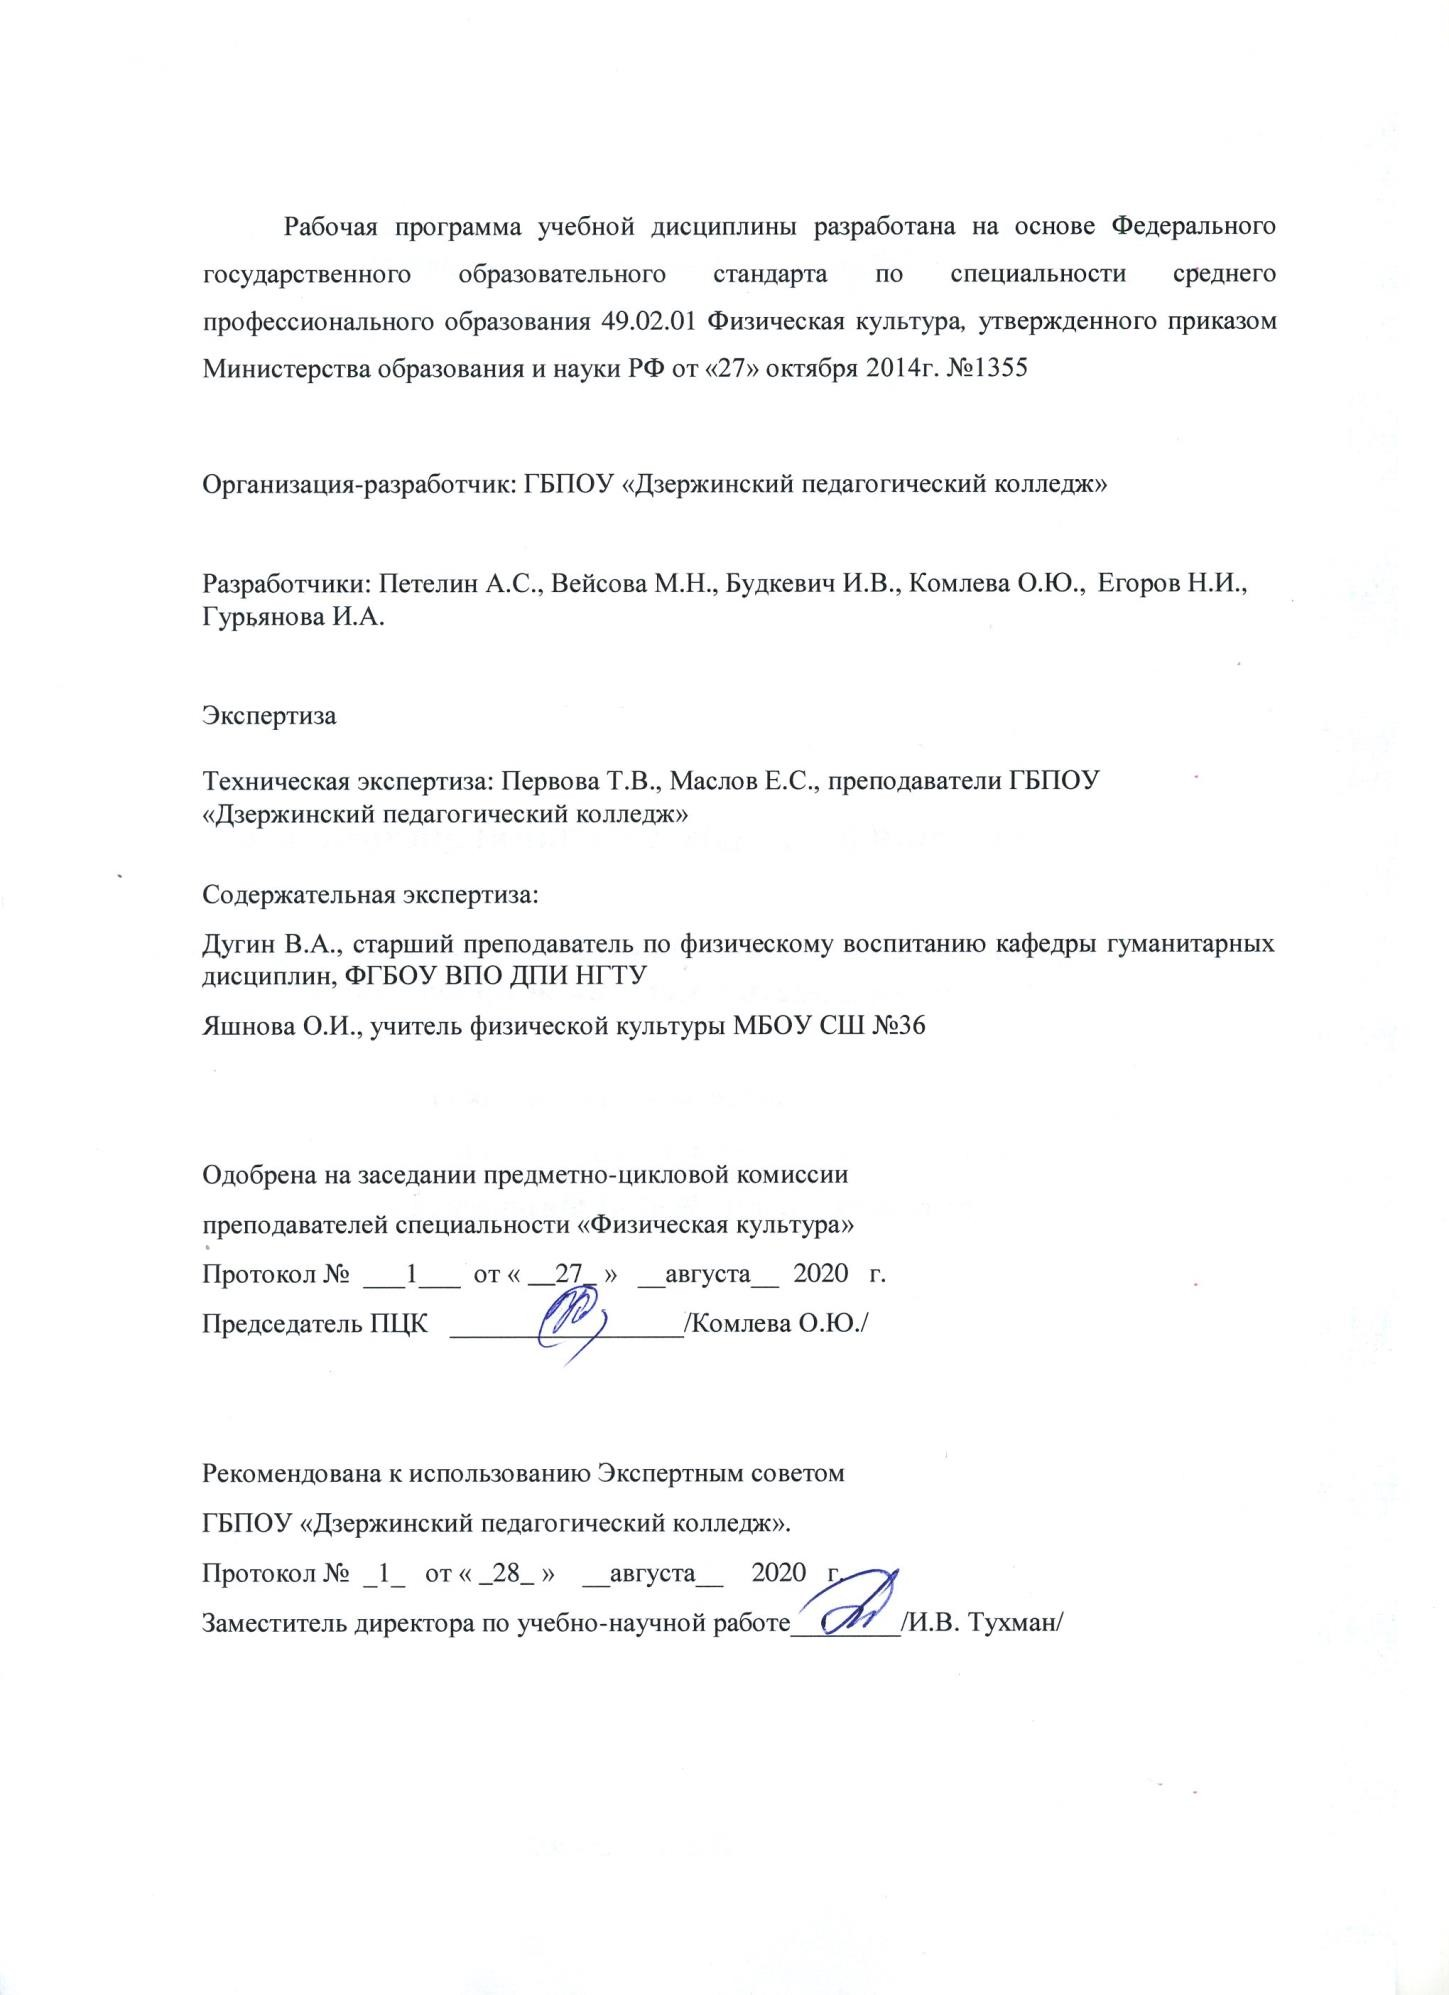 Рабочая программа учебной дисциплины разработана на основе Федерального
государственного образовательного стандарта по специальности среднего
профессионального образования 49.02.01 Физическая культура, утвержденного приказом
Министерства образования и науки РФ от «27» октября 2014г. №1355
Организация-разработчик: ГБПОУ «Дзержинский педагогический колледж»
Разработчики: Петелин А.С., Вейсова М.Н., Будкевич И.В., Комлева О.Ю., Егоров Н.И.,
Гурьянова И.А.
Экспертиза
Техническая экспертиза: Первова Т.В., Маслов Е.С., преподаватели ГБПОУ
«Дзержинский педагогический колледж»
Содержательная экспертиза:
Дугин В.А., старший преподаватель по физическому воспитанию кафедры гуманитарных
дисциплин, ФГБОУ ВПО ДПИ НГТУ
Яшнова О.И., учитель физической культуры МБОУ СШ №36
Одобрена на заседании предметно-цикловой комиссии
преподавателей специальности «Физическая культура»
Протокол № ___1___ от « __27_ » __августа__ 2020 г.
Председатель ПЦК _________________/Комлева О.Ю./
Рекомендована к использованию Экспертным советом
ГБПОУ «Дзержинский педагогический колледж».
Протокол № _1_ от « _28_ » __августа__ 2020 г.
Заместитель директора по учебно-научной работе________/И.В. Тухман/